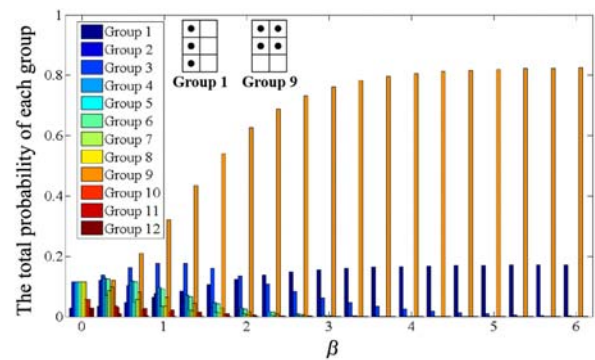 The total probability of each group
1
0.8
0.6
0.4
0.2
0
Group 1
Group 2
Group 3
Group 4
Group 5
Group 6
Group 7
Group 8
Group 9
Group 10
Group 11
Group 12
Group 1
Group 9
0 1 2 3 4 5 6
β